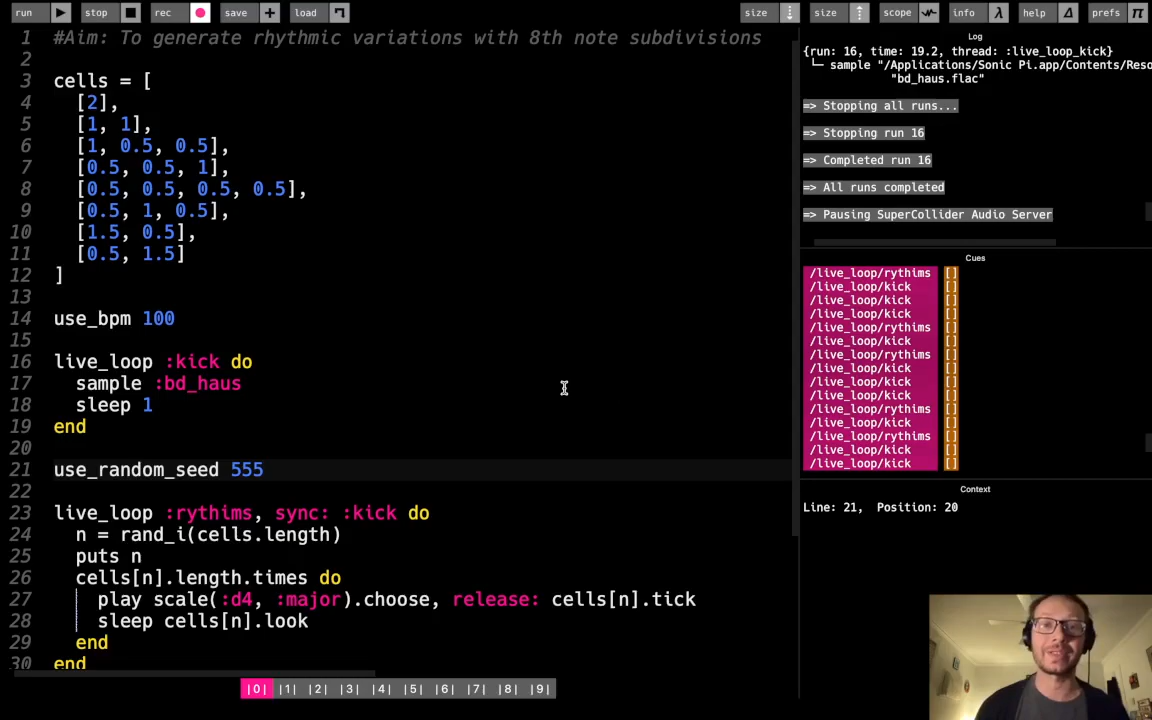 run stop rec save load size size scope info help prefs
1 #Aim: To generate rhythmic variations with 8th note subdivisions
2
3 cells = [
4 [2],
5 [1, 1],
6 [1, 0.5, 0.5],
7 [0.5, 0.5, 1],
8 [0.5, 0.5, 0.5, 0.5],
9 [0.5, 1, 0.5],
10 [1.5, 0.5],
11 [0.5, 1.5]
12 ]
13
14 use_bpm 100
15
16 live_loop :kick do
17 sample :bd_haus
18 sleep 1
19 end
20
21 use_random_seed 555
22
23 live_loop :rythims, sync: :kick do
24 n = rand_i(cells.length)
25 puts n
26 cells[n].length.times do
27 play scale(:d4, :major).choose, release: cells[n].tick
28 sleep cells[n].look
29 end
30 end
|0| |1| |2| |3| |4| |5| |6| |7| |8| |9|
Log
{run: 16, time: 19.2, thread: :live_loop_kick}
└─ sample "/Applications/Sonic Pi.app/Contents/Reso
"bd_haus.flac"
=> Stopping all runs...
=> Stopping run 16
=> Completed run 16
=> All runs completed
=> Pausing SuperCollider Audio Server
Cues
/live_loop/rythims []
/live_loop/kick []
/live_loop/kick []
/live_loop/kick []
/live_loop/rythims []
/live_loop/kick []
/live_loop/rythims []
/live_loop/kick []
/live_loop/kick []
/live_loop/kick []
/live_loop/rythims []
/live_loop/kick []
/live_loop/rythims []
/live_loop/kick []
/live_loop/kick []
Context
Line: 21, Position: 20